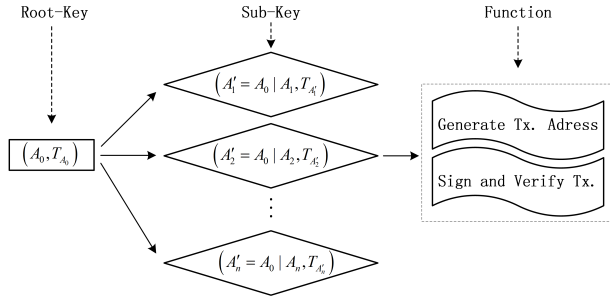 Root-Key
Sub-Key
Function
(A₀, T_{A₀})
(A′₁ = A₀ | A₁, T_{A′₁})
(A′₂ = A₀ | A₂, T_{A′₂})
⋮
(A′ₙ = A₀ | Aₙ, T_{A′ₙ})
Generate Tx. Adress
Sign and Verify Tx.